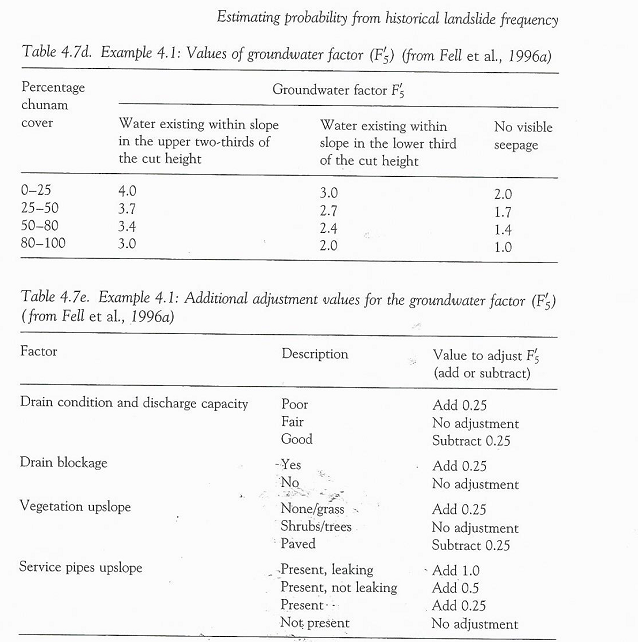 Estimating probability from historical landslide frequency
Table 4.7d. Example 4.1: Values of groundwater factor (F′5) (from Fell et al., 1996a)
Percentage Groundwater factor F′5
chunam
cover Water existing within slope Water existing within No visible
in the upper two-thirds of slope in the lower third seepage
the cut height of the cut height
0–25 4.0 3.0 2.0
25–50 3.7 2.7 1.7
50–80 3.4 2.4 1.4
80–100 3.0 2.0 1.0
Table 4.7e. Example 4.1: Additional adjustment values for the groundwater factor (F′5)
(from Fell et al., 1996a)
Factor Description Value to adjust F′5
(add or subtract)
Drain condition and discharge capacity Poor Add 0.25
Fair No adjustment
Good Subtract 0.25
Drain blockage Yes Add 0.25
No No adjustment
Vegetation upslope None/grass Add 0.25
Shrubs/trees No adjustment
Paved Subtract 0.25
Service pipes upslope Present, leaking Add 1.0
Present, not leaking Add 0.5
Present Add 0.25
Not present No adjustment